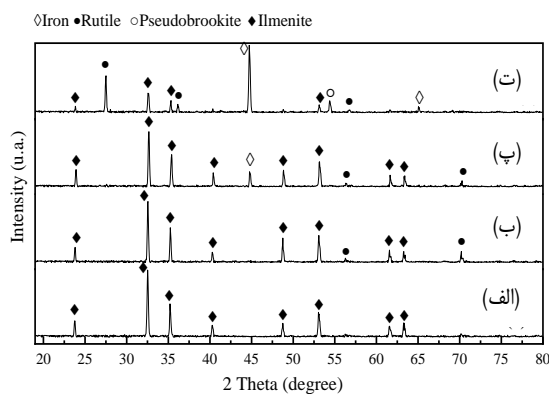 ◊Iron ●Rutile ○Pseudobrookite ♦Ilmenite
(ت)
(پ)
(ب)
(الف)
Intensity (u.a.)
20 25 30 35 40 45 50 55 60 65 70 75 80
2 Theta (degree)